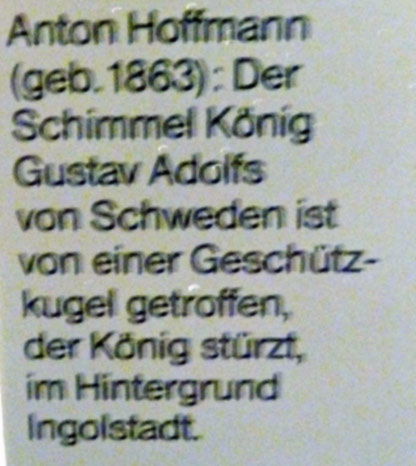 Anton Hoffmann
(geb. 1863): Der
Schimmel König
Gustav Adolfs
von Schweden ist
von einer Geschütz-
kugel getroffen,
der König stürzt,
im Hintergrund
Ingolstadt.